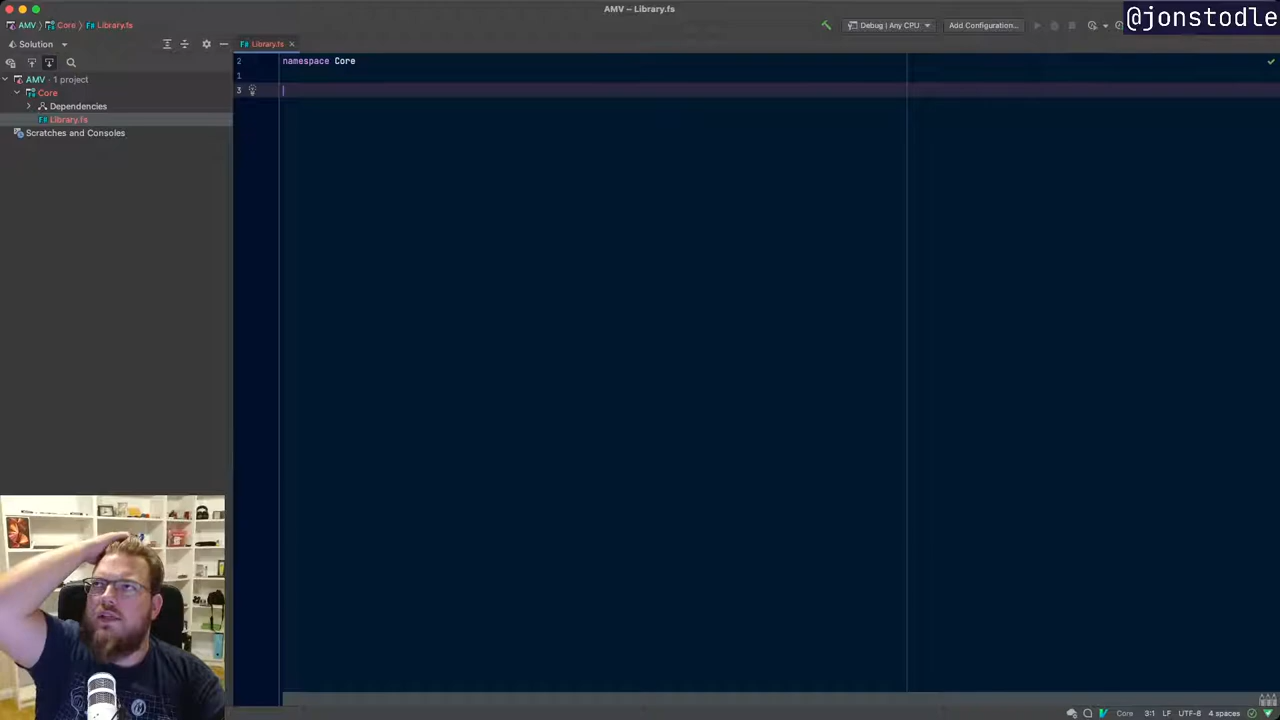 AMV – Library.fs
@jonstodle
AMV Core Library.fs
Debug | Any CPU
Add Configuration...
Solution
Library.fs
AMV · 1 project
Core
Dependencies
Library.fs
Scratches and Consoles
2 namespace Core
1
3
Core 3:1 LF UTF-8 4 spaces